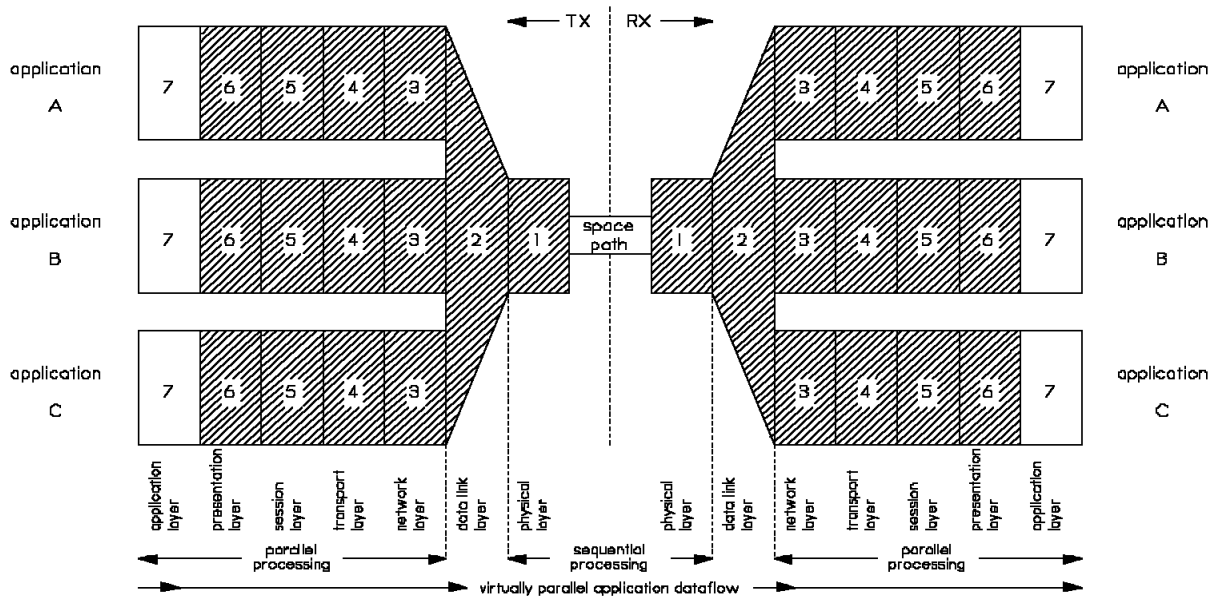 TX RX
application
A
7 6 5 4 3
3 4 5 6 7
application
A
application
B
7 6 5 4 3 2 1
space
path
1 2 3 4 5 6 7
application
B
application
C
7 6 5 4 3
3 4 5 6 7
application
C
application
layer
presentation
layer
session
layer
transport
layer
network
layer
data link
layer
physical
layer
physical
layer
data link
layer
network
layer
transport
layer
session
layer
presentation
layer
application
layer
parallel
processing
sequential
processing
parallel
processing
virtually parallel application dataflow